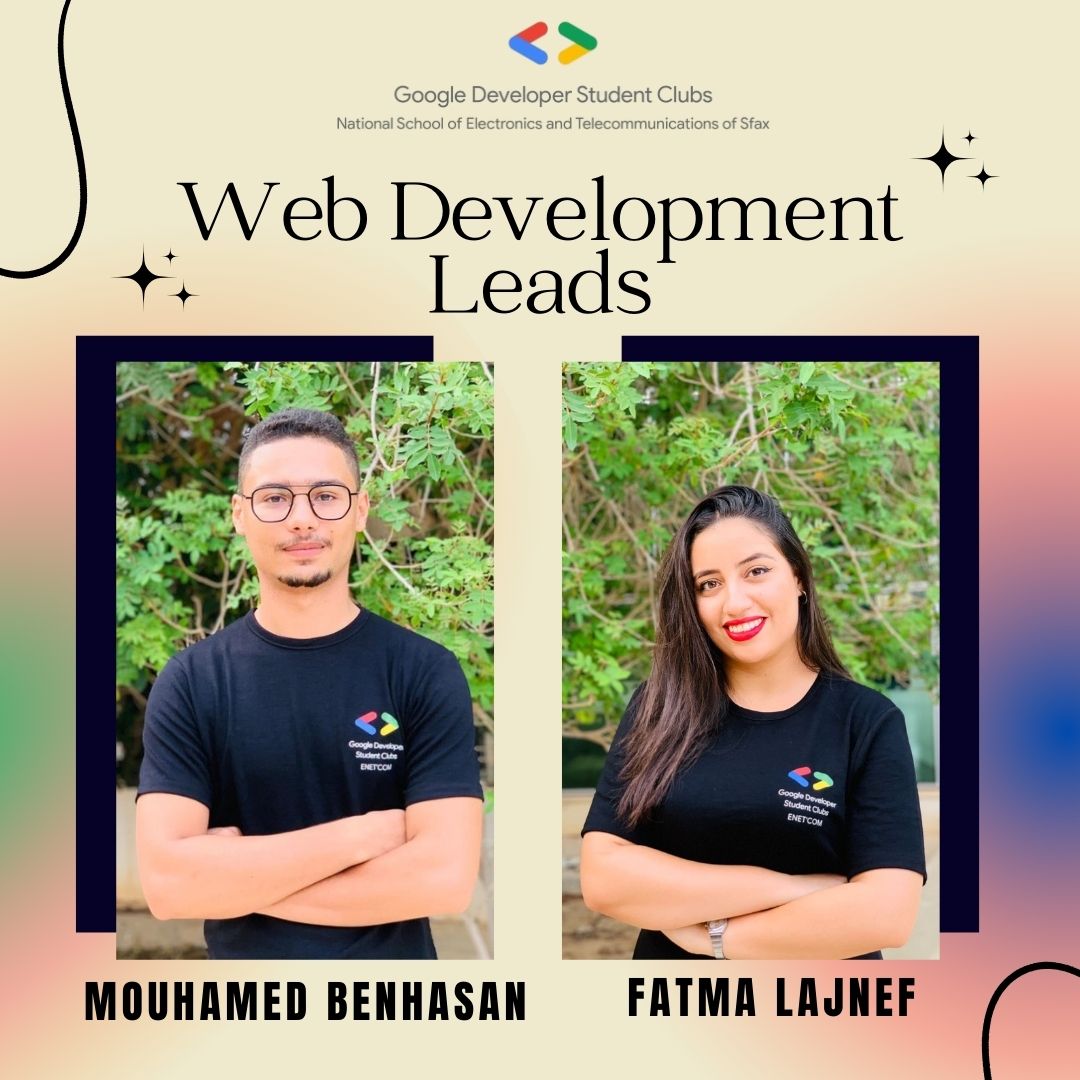 Google Developer Student Clubs
National School of Electronics and Telecommunications of Sfax
Web Development
Leads
Google Developer
Student Clubs
ENET'COM
Google Developer
Student Clubs
ENET'COM
MOUHAMED BENHASAN
FATMA LAJNEF